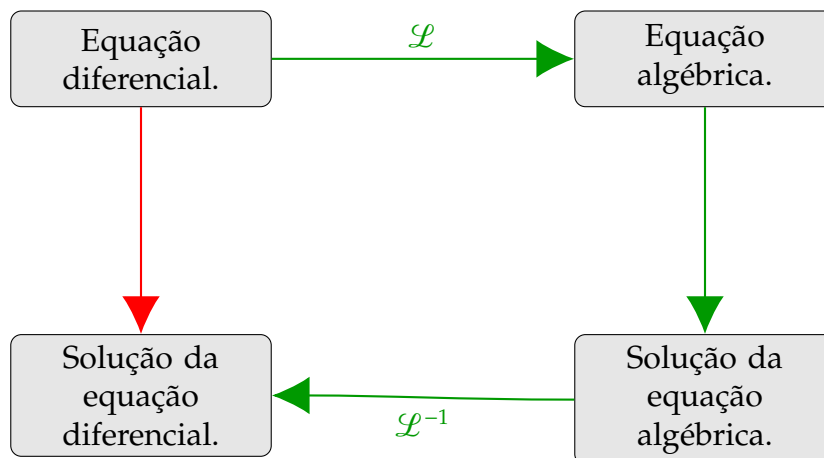 Equação
diferencial.
ℒ
Equação
algébrica.
Solução da
equação
diferencial.
ℒ⁻¹
Solução da
equação
algébrica.